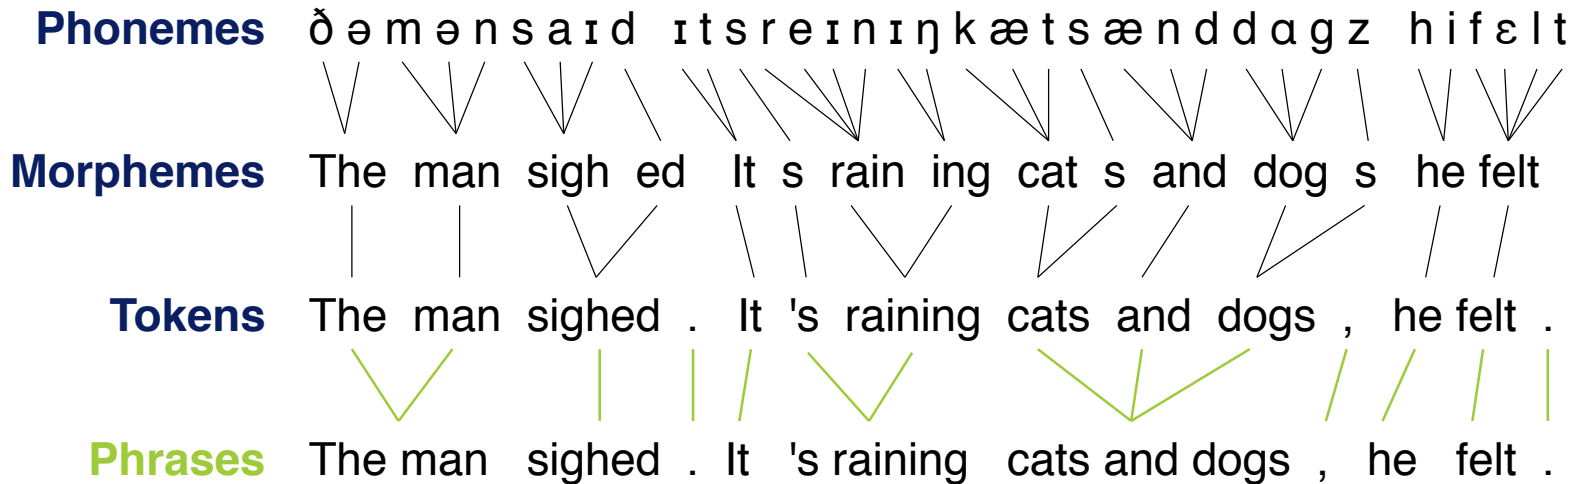 Phonemes ð ə m ə n s a ɪ d ɪ t s r e ɪ n ɪ ŋ k æ t s æ n d d ɑ g z h i f ɛ l t
Morphemes The man sigh ed It s rain ing cat s and dog s he felt
Tokens The man sighed . It 's raining cats and dogs , he felt .
Phrases The man sighed . It 's raining cats and dogs , he felt .